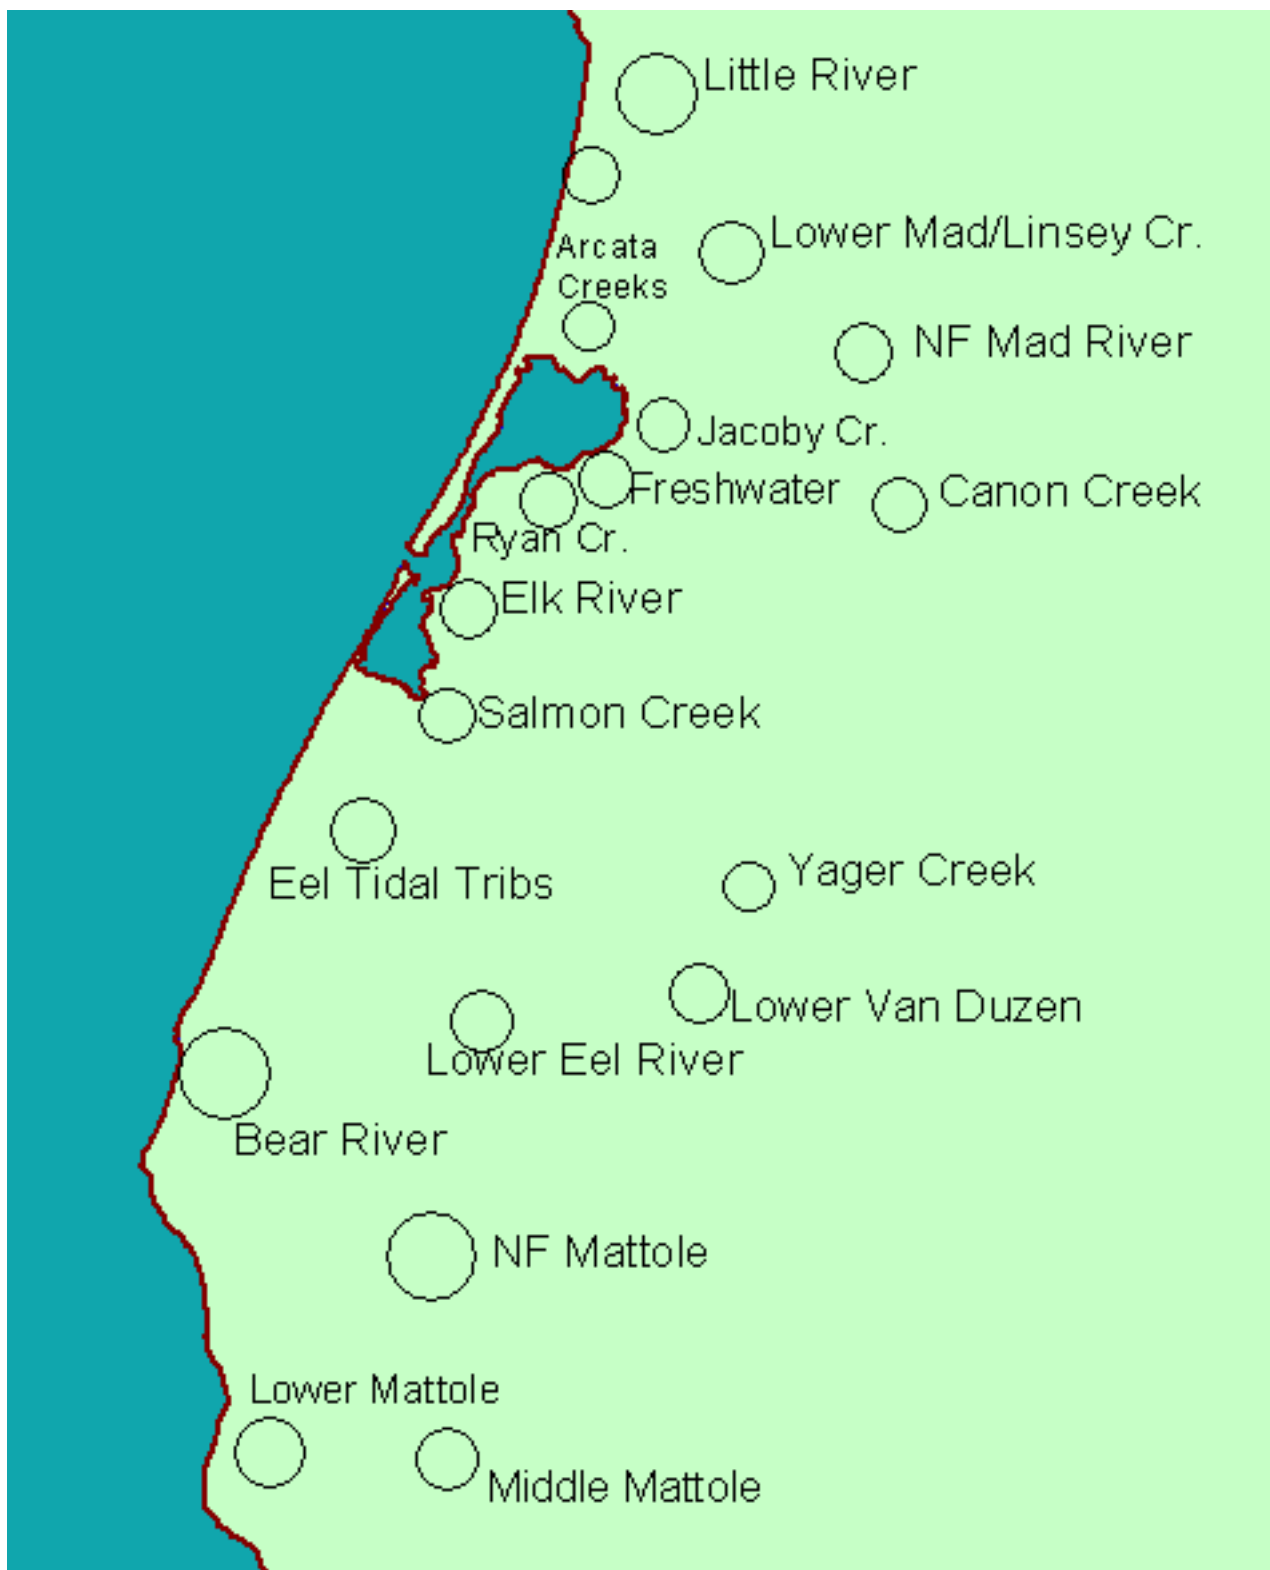 Little River
Lower Mad/Linsey Cr.
Arcata
Creeks
NF Mad River
Jacoby Cr.
Freshwater
Canon Creek
Ryan Cr.
Elk River
Salmon Creek
Eel Tidal Tribs
Yager Creek
Lower Van Duzen
Lower Eel River
Bear River
NF Mattole
Lower Mattole
Middle Mattole